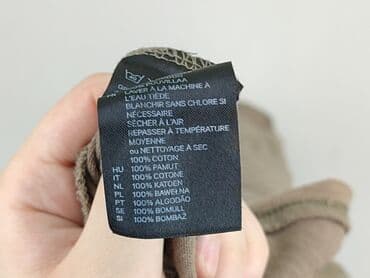 LAVER À LA MACHINE À
L'EAU TIÈDE
BLANCHIR SANS CHLORE SI
NÉCESSAIRE
SÉCHER À L'AIR
REPASSER À TEMPÉRATURE
MOYENNE
ou NETTOYAGE À SEC
100% COTON
HU 100% PAMUT
IT 100% COTONE
NL 100% KATOEN
PL 100% BAWEŁNA
PT 100% ALGODÃO
SE 100% BOMULL
SI 100% BOMBAŽ